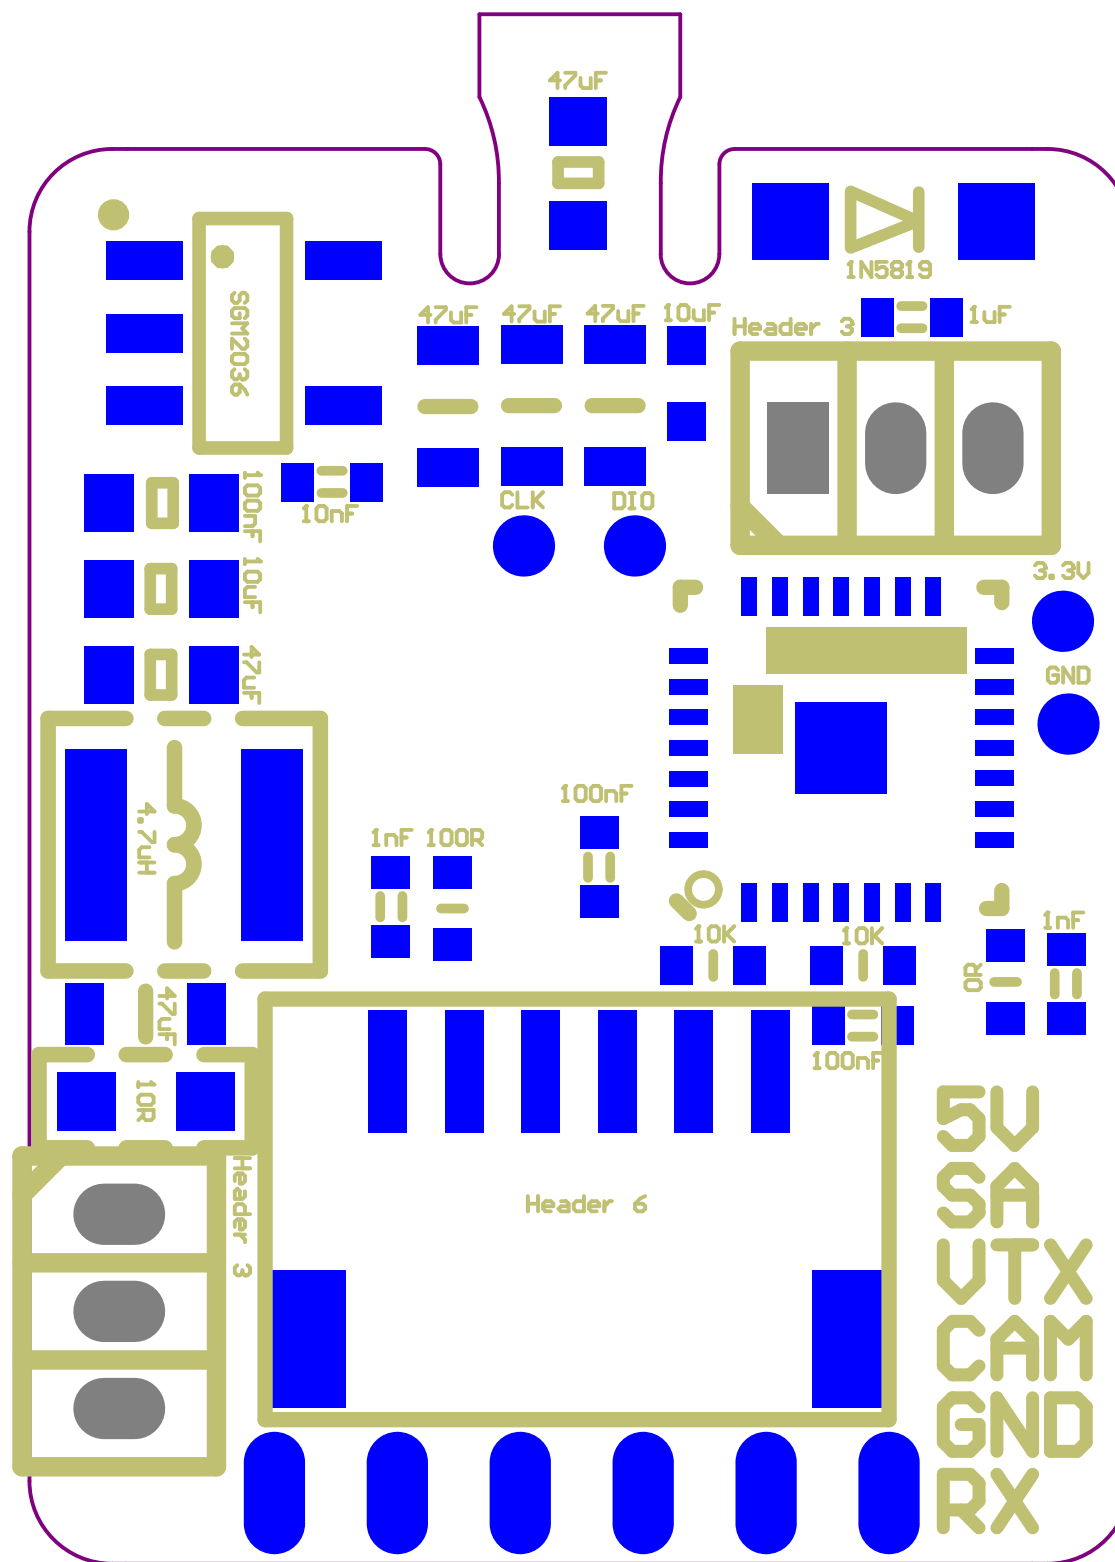 47uF
1N5819
SGM2036
47uF
47uF
47uF
10uF
1uF
Header 3
100nF
10nF
CLK
DIO
10uF
3.3V
47uF
GND
4.7uH
100nF
1nF
100R
10K
10K
1nF
0R
47uF
100nF
10R
Header 3
Header 6
5V
SA
VTX
CAM
GND
RX